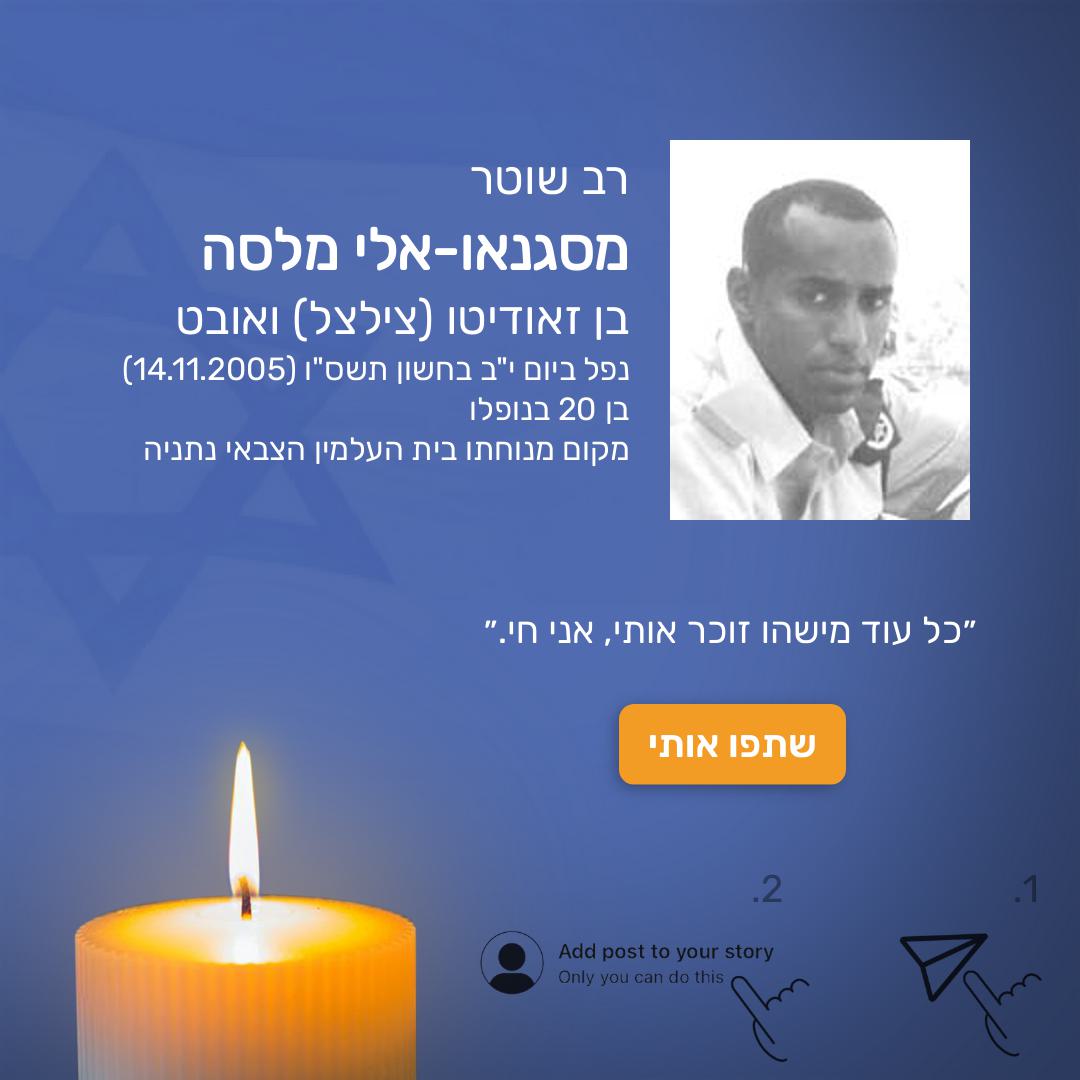 רב שוטר
מסגנאו-אלי מלסה
בן זאודיטו (צילצל) ואובט
נפל ביום י"ב בחשון תשס"ו (14.11.2005)
בן 20 בנופלו
מקום מנוחתו בית העלמין הצבאי נתניה
״כל עוד מישהו זוכר אותי, אני חי.״
שתפו אותי
1.
2.
Add post to your story
Only you can do this